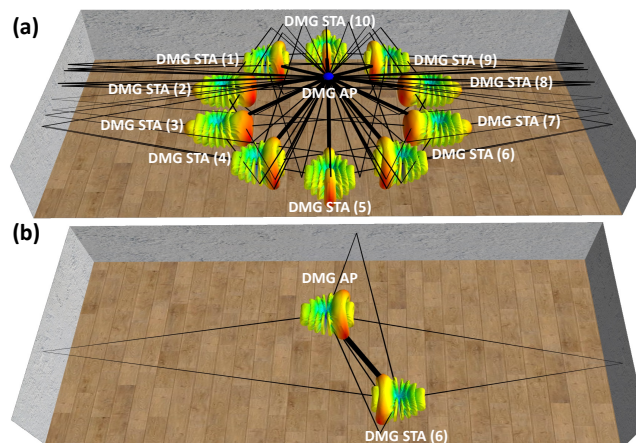 (a)
DMG STA (10)
DMG STA (1)
DMG STA (9)
DMG STA (2)
DMG STA (8)
DMG AP
DMG STA (3)
DMG STA (7)
DMG STA (4)
DMG STA (6)
DMG STA (5)
(b)
DMG AP
DMG STA (6)